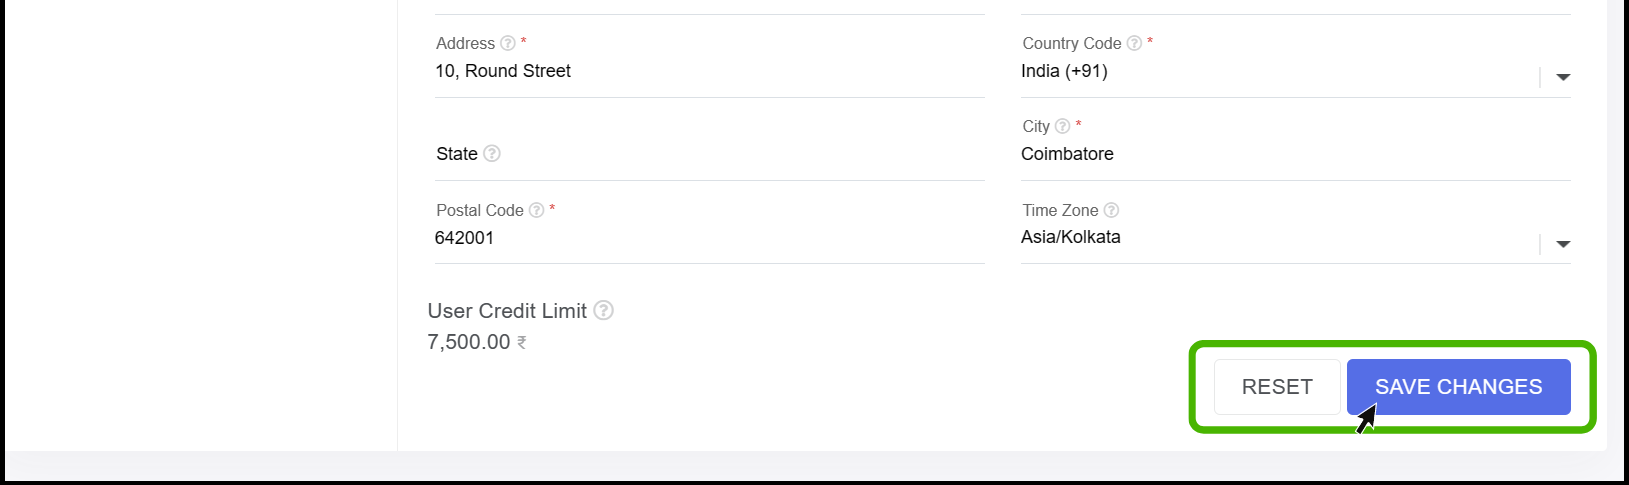 Address ? *
10, Round Street
Country Code ? *
India (+91)
State ?
City ? *
Coimbatore
Postal Code ? *
642001
Time Zone ?
Asia/Kolkata
User Credit Limit ?
7,500.00 ₹
RESET
SAVE CHANGES